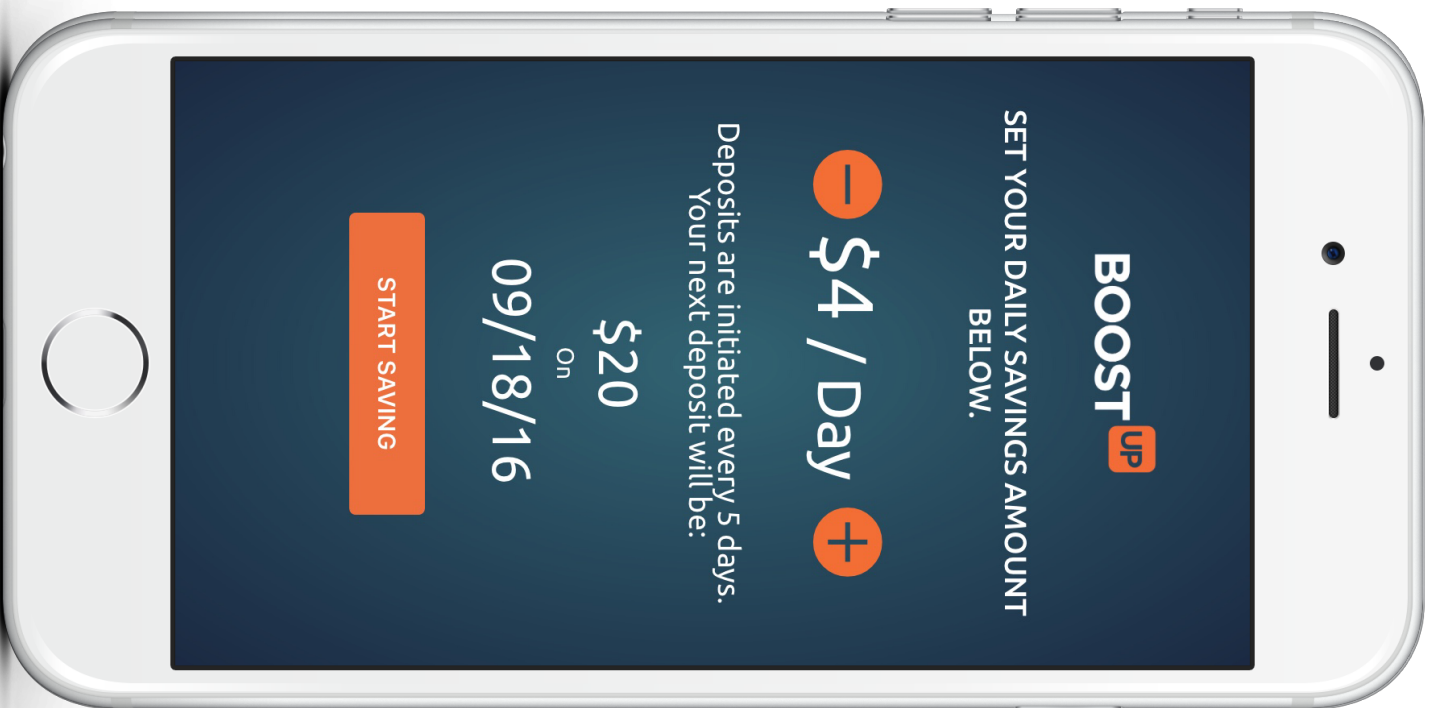 BOOST UP
SET YOUR DAILY SAVINGS AMOUNT
BELOW.
$4 / Day
Deposits are initiated every 5 days.
Your next deposit will be:
$20
On
09/18/16
START SAVING